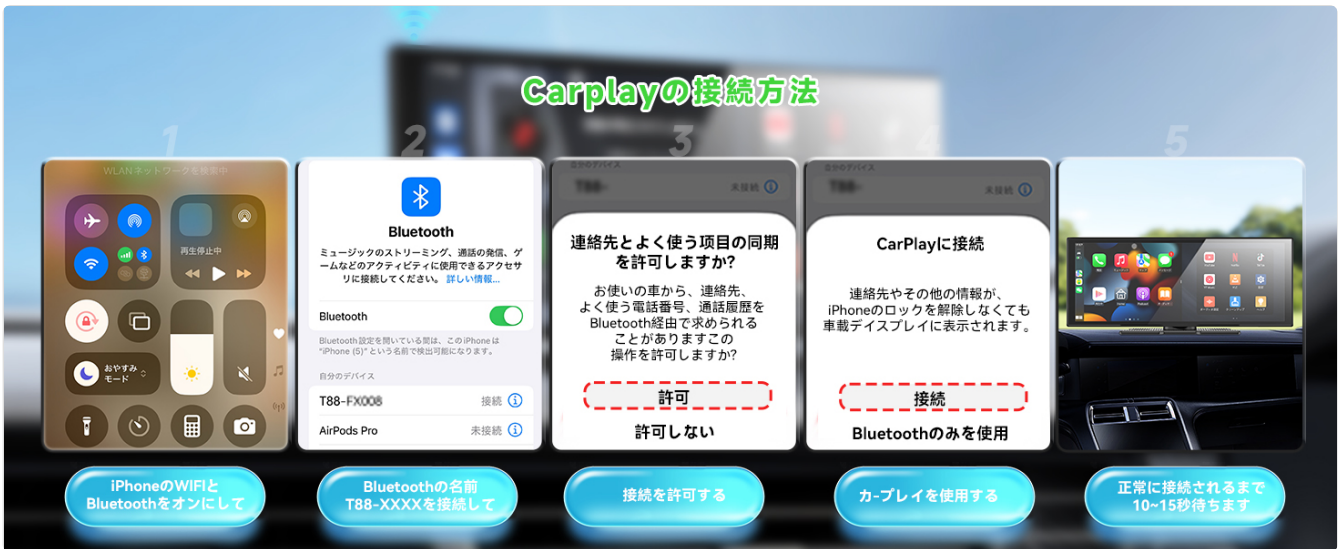 Carplayの接続方法
1
WLANネットワークを検索中
再生停止中
おやすみ
モード
iPhoneのWIFIと
Bluetoothをオンにして
2
Bluetooth
ミュージックのストリーミング、通話の発信、ゲ
ームなどのアクティビティに使用できるアクセサ
リに接続してください。 詳しい情報...
Bluetooth
Bluetooth設定を開いている間は、このiPhoneは
"iPhone (5)"という名前で検出可能になります。
自分のデバイス
T88-FX008 接続
AirPods Pro 未接続
Bluetoothの名前
T88-XXXXを接続して
3
自分のデバイス
T88- 未接続
連絡先とよく使う項目の同期
を許可しますか?
お使いの車から、連絡先、
よく使う電話番号、通話履歴を
Bluetooth経由で求められる
ことがありますこの
操作を許可しますか?
許可
許可しない
接続を許可する
4
自分のデバイス
T88- 未接続
CarPlayに接続
連絡先やその他の情報が、
iPhoneのロックを解除しなくても
車載デイスプレイに表示されます。
接続
Bluetoothのみを使用
カ-プレイを使用する
5
正常に接続されるまで
10~15秒待ちます